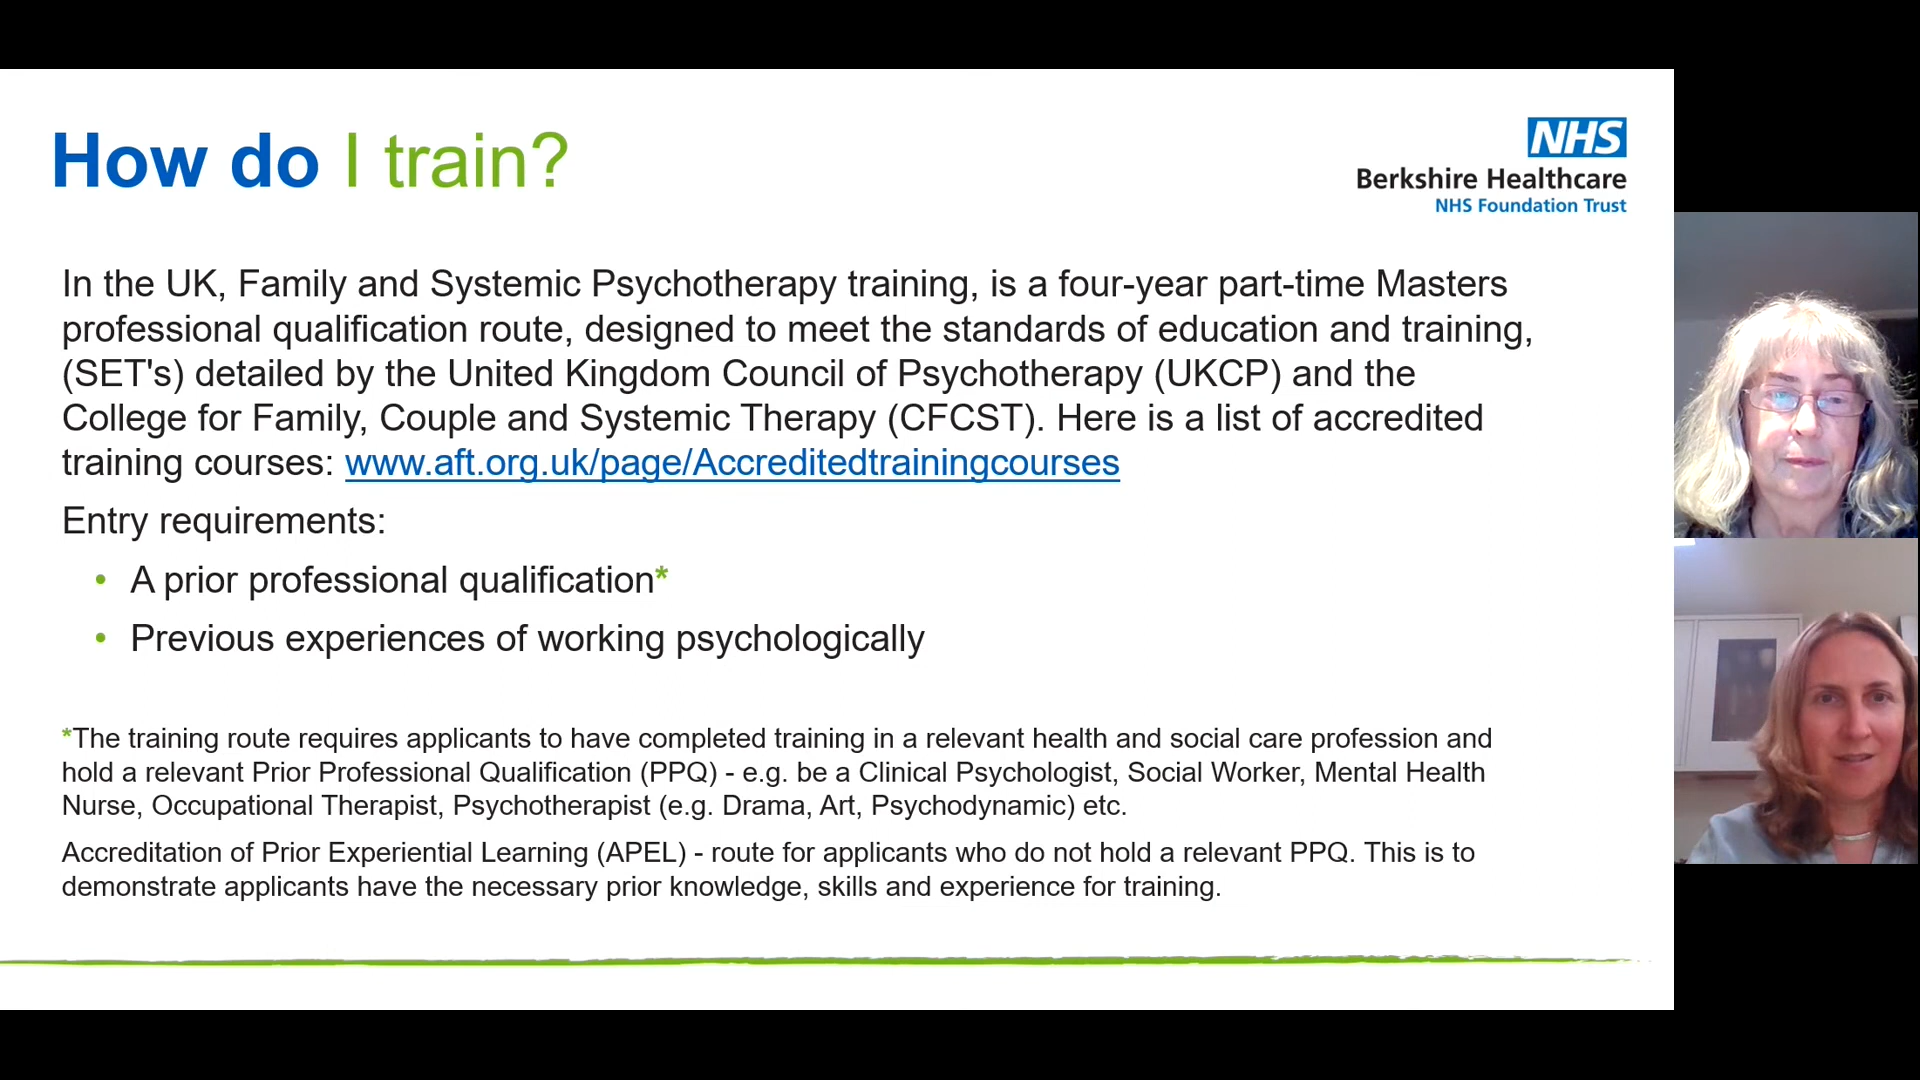 How do I train?
NHS
Berkshire Healthcare
NHS Foundation Trust
In the UK, Family and Systemic Psychotherapy training, is a four-year part-time Masters
professional qualification route, designed to meet the standards of education and training,
(SET's) detailed by the United Kingdom Council of Psychotherapy (UKCP) and the
College for Family, Couple and Systemic Therapy (CFCST). Here is a list of accredited
training courses: www.aft.org.uk/page/Accreditedtrainingcourses
Entry requirements:
• A prior professional qualification*
• Previous experiences of working psychologically
*The training route requires applicants to have completed training in a relevant health and social care profession and
hold a relevant Prior Professional Qualification (PPQ) - e.g. be a Clinical Psychologist, Social Worker, Mental Health
Nurse, Occupational Therapist, Psychotherapist (e.g. Drama, Art, Psychodynamic) etc.
Accreditation of Prior Experiential Learning (APEL) - route for applicants who do not hold a relevant PPQ. This is to
demonstrate applicants have the necessary prior knowledge, skills and experience for training.